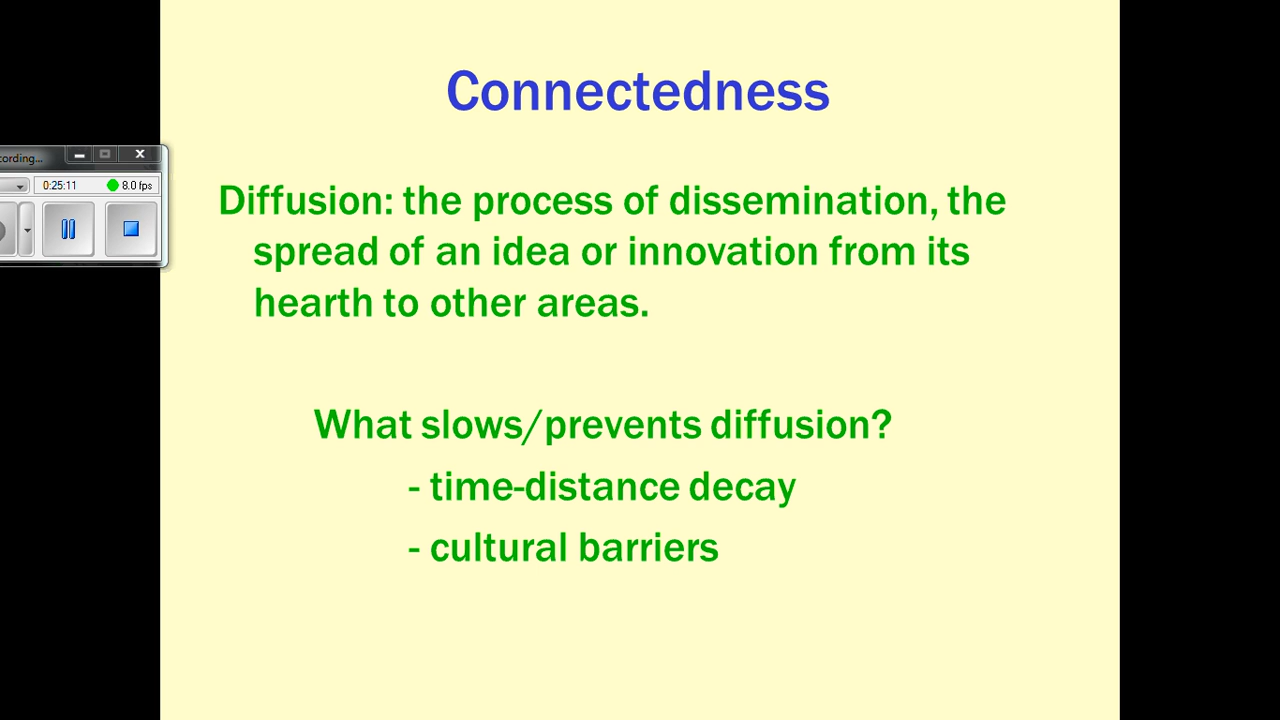 Connectedness
cording...
0:25:11 8.0 fps
Diffusion: the process of dissemination, the
spread of an idea or innovation from its
hearth to other areas.
What slows/prevents diffusion?
- time-distance decay
- cultural barriers